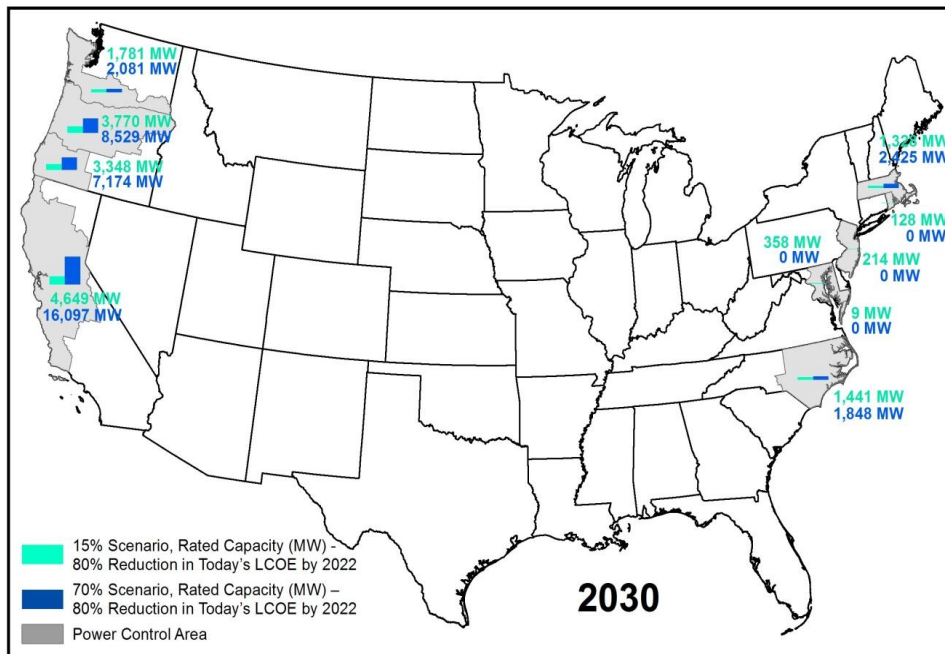 1,781 MW
2,081 MW
3,770 MW
8,529 MW
3,348 MW
7,174 MW
4,649 MW
16,097 MW
1,328 MW
2,425 MW
128 MW
0 MW
358 MW
0 MW
214 MW
0 MW
9 MW
0 MW
1,441 MW
1,848 MW
15% Scenario, Rated Capacity (MW) –
80% Reduction in Today's LCOE by 2022
70% Scenario, Rated Capacity (MW) –
80% Reduction in Today's LCOE by 2022
Power Control Area
2030